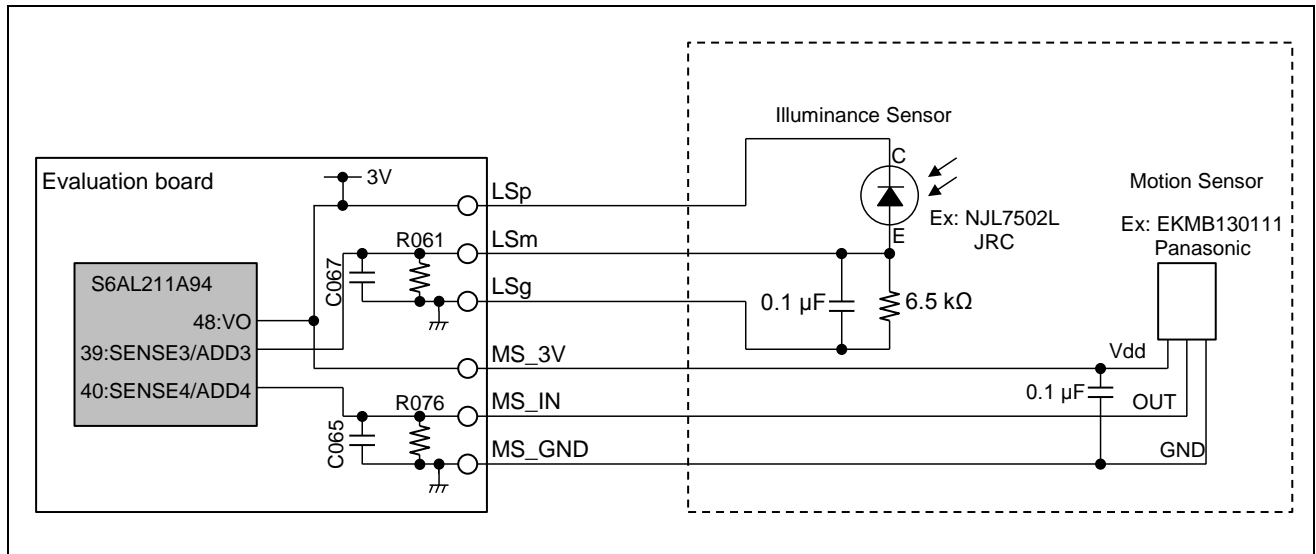 Evaluation board
3V
S6AL211A94
48:VO
39:SENSE3/ADD3
40:SENSE4/ADD4
C067
R061
C065
R076
LSp
LSm
LSg
MS_3V
MS_IN
MS_GND
Illuminance Sensor
C
E
Ex: NJL7502L
JRC
0.1 µF
6.5 kΩ
Motion Sensor
Ex: EKMB130111
Panasonic
Vdd
0.1 µF
OUT
GND